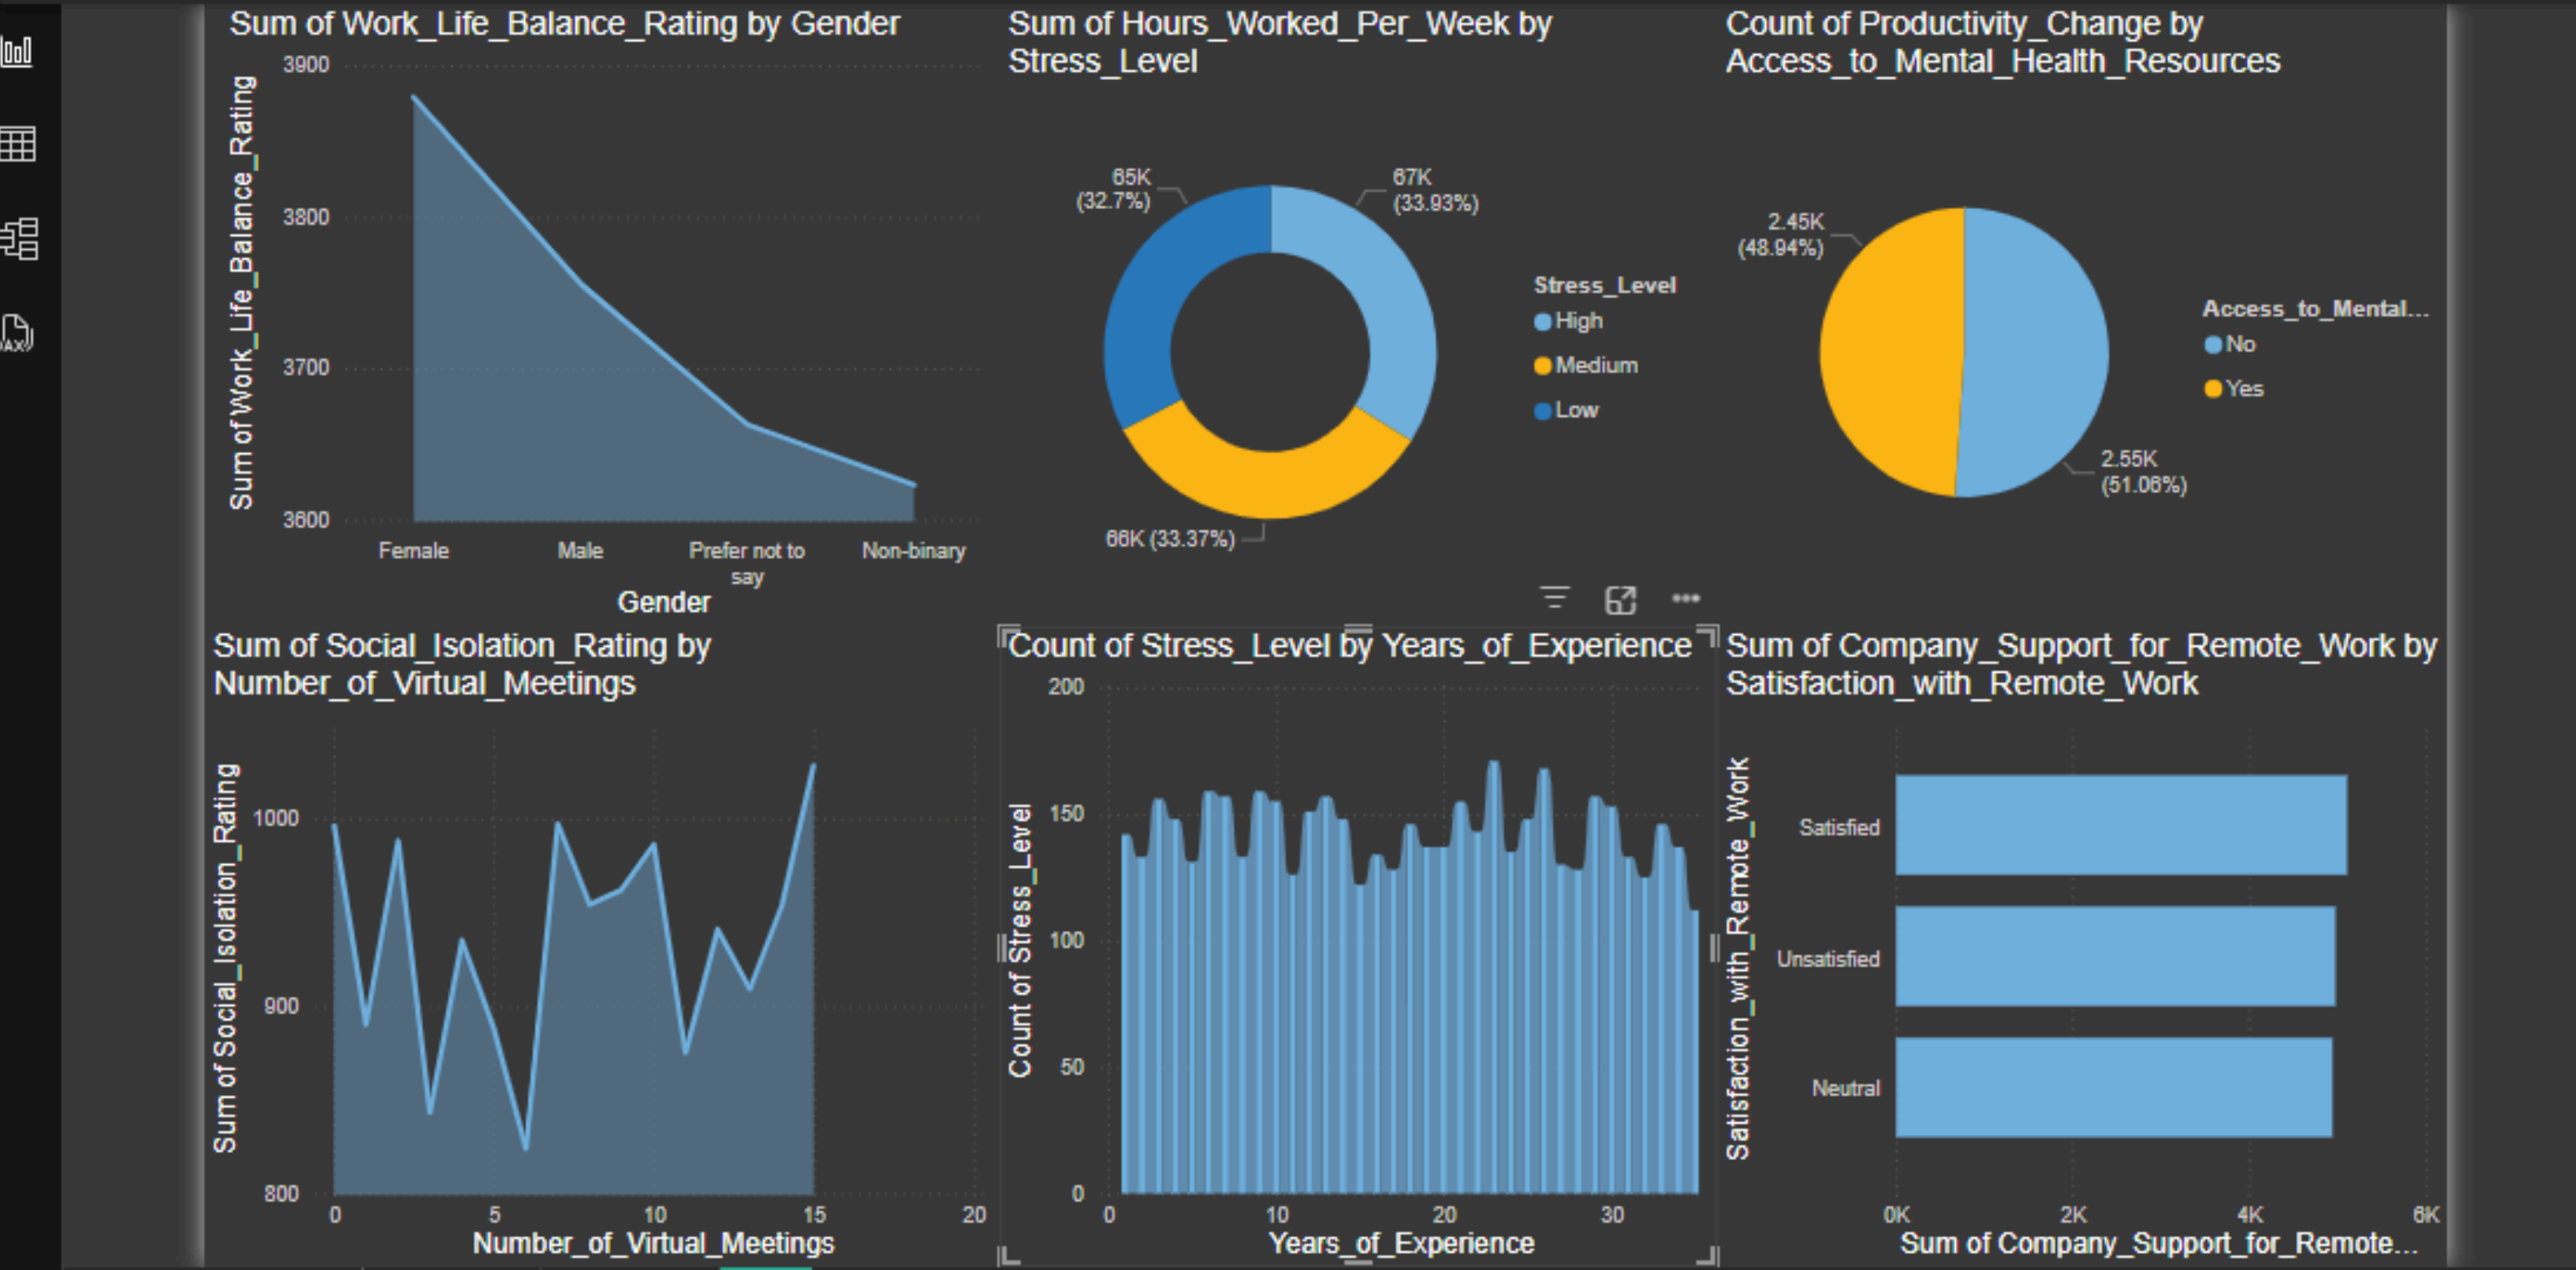 Sum of Work_Life_Balance_Rating by Gender
Sum of Work_Life_Balance_Rating
3900
3800
3700
3600
Female
Male
Prefer not to
say
Non-binary
Gender
Sum of Hours_Worked_Per_Week by
Stress_Level
65K
(32.7%)
67K
(33.93%)
66K (33.37%)
Stress_Level
High
Medium
Low
Count of Productivity_Change by
Access_to_Mental_Health_Resources
2.45K
(48.94%)
2.55K
(51.06%)
Access_to_Mental...
No
Yes
Sum of Social_Isolation_Rating by
Number_of_Virtual_Meetings
Sum of Social_Isolation_Rating
1000
900
800
0
5
10
15
20
Number_of_Virtual_Meetings
Count of Stress_Level by Years_of_Experience
Count of Stress_Level
200
150
100
50
0
0
10
20
30
Years_of_Experience
Sum of Company_Support_for_Remote_Work by
Satisfaction_with_Remote_Work
Satisfaction_with_Remote_Work
Satisfied
Unsatisfied
Neutral
0K
2K
4K
6K
Sum of Company_Support_for_Remote...